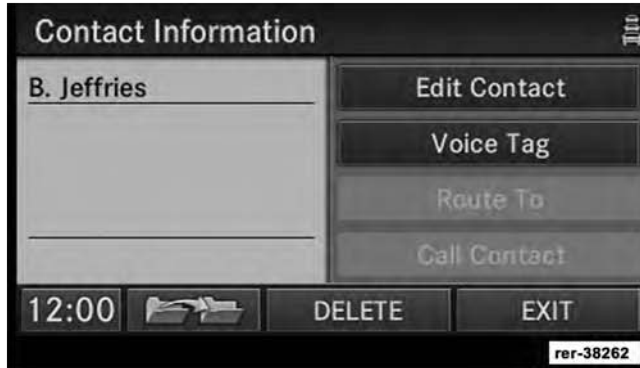 Contact Information
B. Jeffries
Edit Contact
Voice Tag
Route To
Call Contact
12:00
DELETE
EXIT
rer-38262